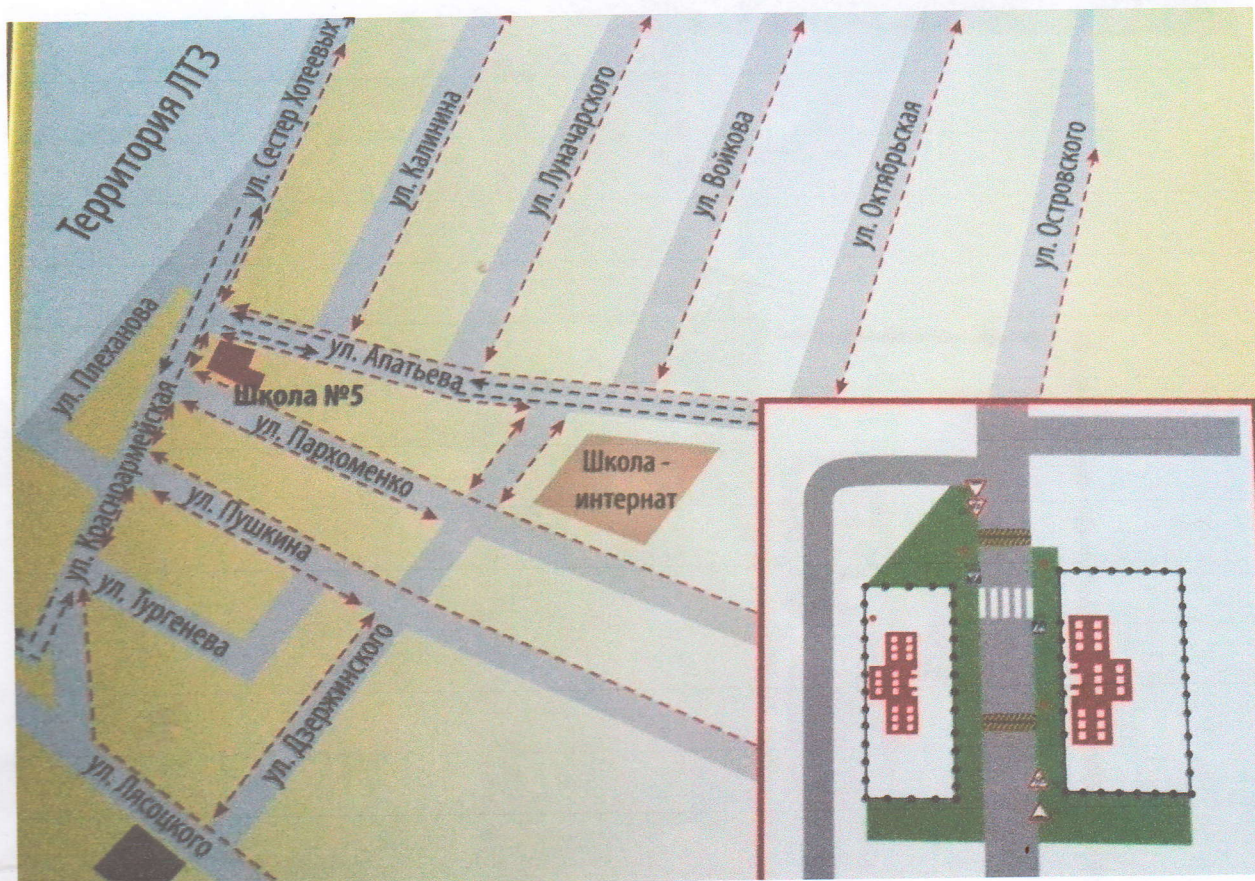 Территория ЛТЗ
ул. Сестер Хотеевых
ул. Калинина
ул. Луначарского
ул. Войкова
ул. Октябрьская
ул. Островского
ул. Плеханова
ул. Апатьева
Школа №5
ул. Красноармейская
ул. Пархоменко
Школа -
интернат
ул. Пушкина
ул. Тургенева
ул. Дзержинского
ул. Лясоцкого